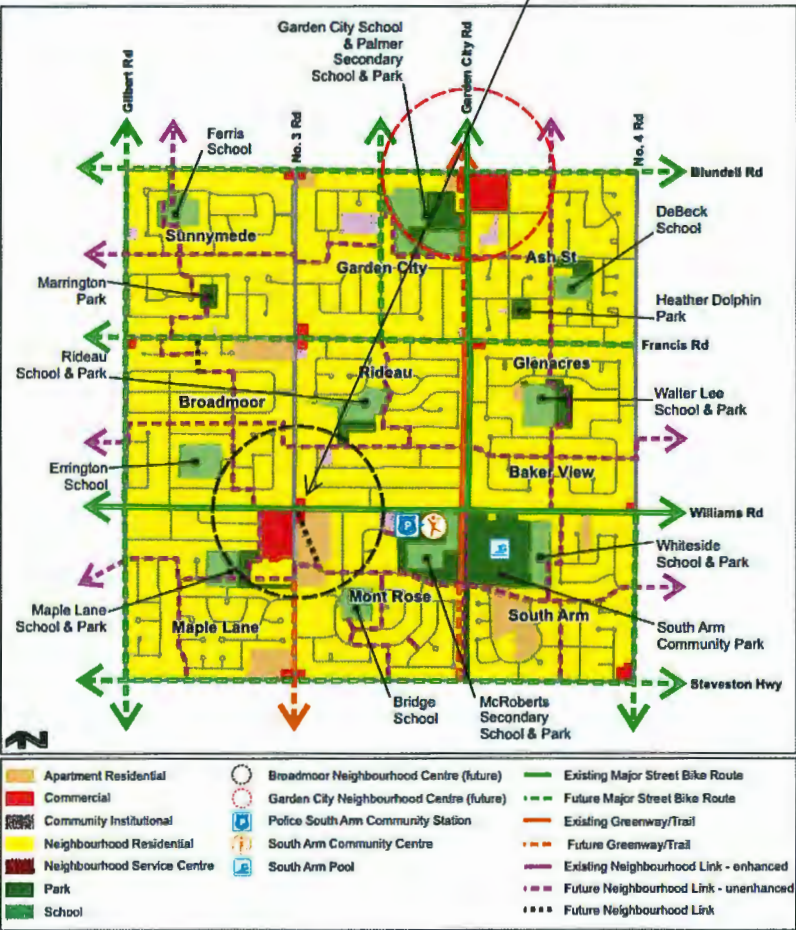 Garden City School
& Palmer
Secondary
School & Park
Gilbert Rd
No. 3 Rd
Garden City Rd
No. 4 Rd
Ferris
School
Blundell Rd
DeBeck
School
Sunnymede
Garden City
Ash St
Marrington
Park
Heather Dolphin
Park
Rideau
School & Park
Francis Rd
Rideau
Glenacres
Broadmoor
Walter Lee
School & Park
Errington
School
Baker View
P
Williams Rd
Whiteside
School & Park
Maple Lane
School & Park
Maple Lane
Mont Rose
South Arm
South Arm
Community Park
Steveston Hwy
Bridge
School
McRoberts
Secondary
School & Park
N
Apartment Residential
Commercial
Community Institutional
Neighbourhood Residential
Neighbourhood Service Centre
Park
School
Broadmoor Neighbourhood Centre (future)
Garden City Neighbourhood Centre (future)
P
Police South Arm Community Station
South Arm Community Centre
South Arm Pool
Existing Major Street Bike Route
Future Major Street Bike Route
Existing Greenway/Trail
Future Greenway/Trail
Existing Neighbourhood Link - enhanced
Future Neighbourhood Link - unenhanced
Future Neighbourhood Link